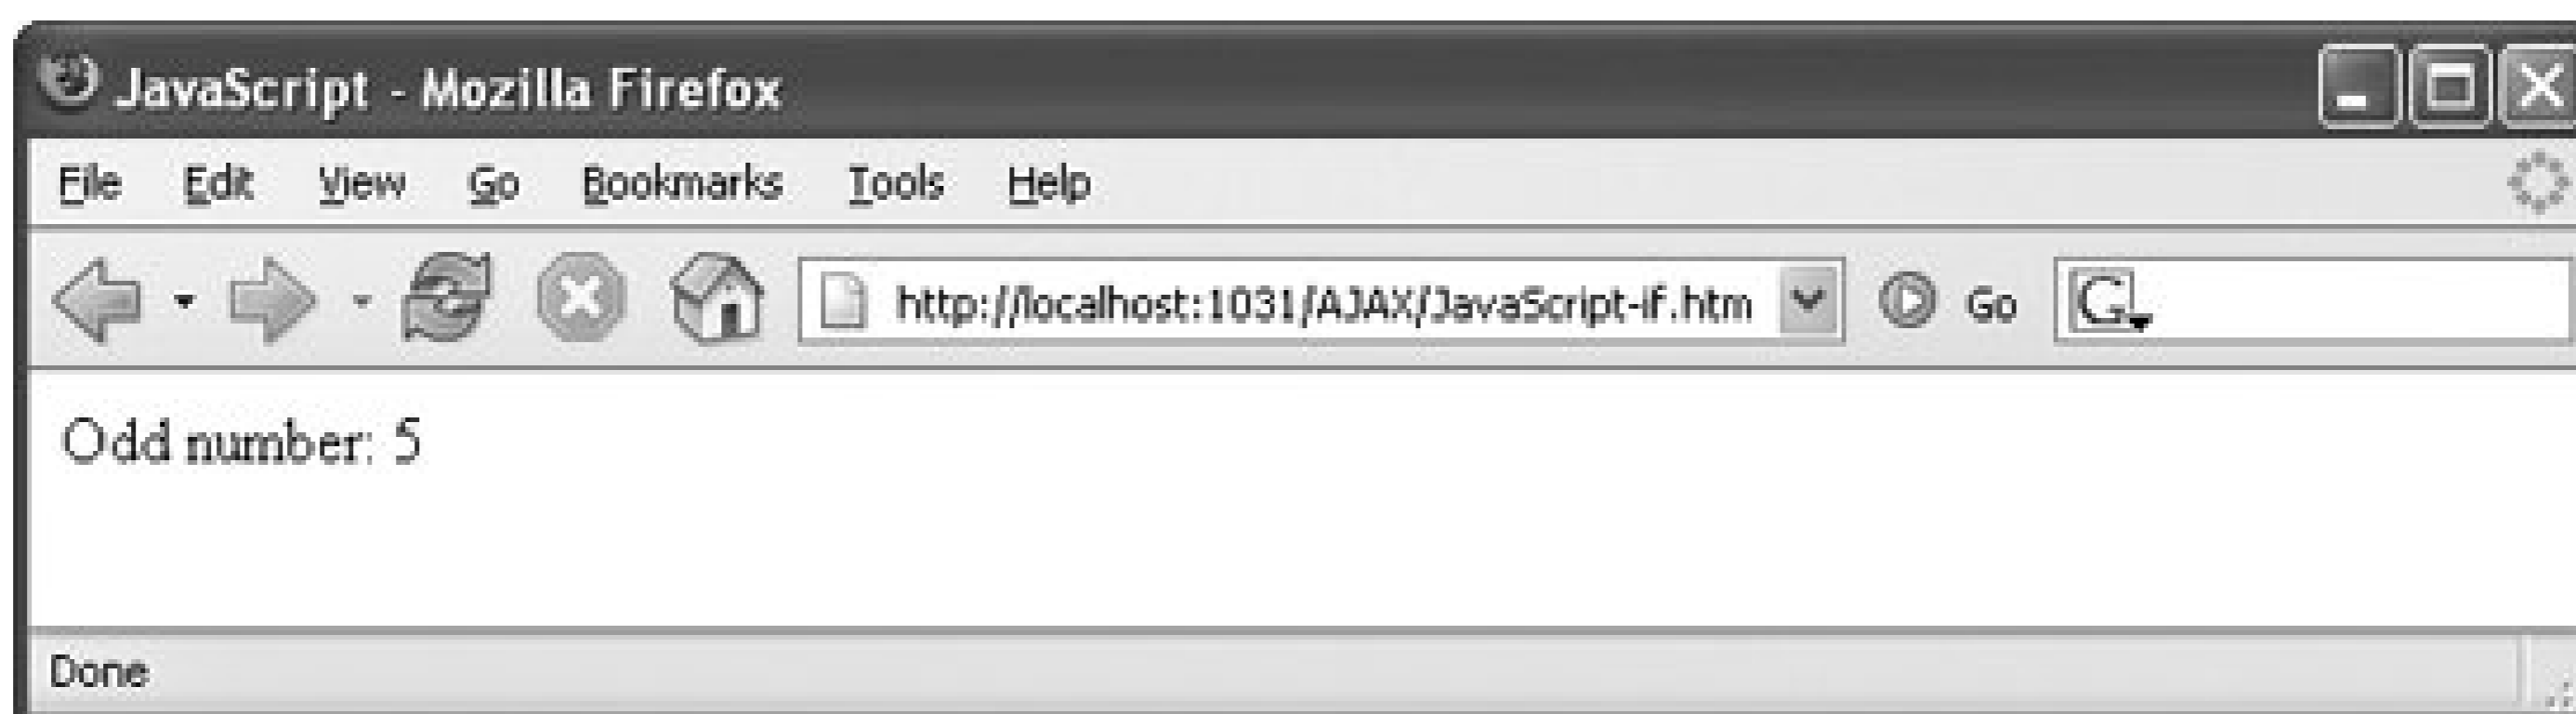 JavaScript - Mozilla Firefox
File Edit View Go Bookmarks Tools Help
http://localhost:1031/AJAX/JavaScript-if.htm Go G
Odd number: 5
Done